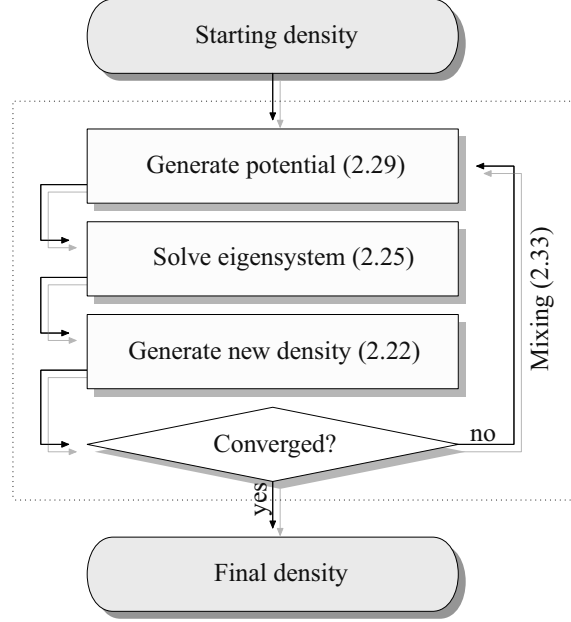 Starting density
Generate potential (2.29)
Solve eigensystem (2.25)
Generate new density (2.22)
Mixing (2.33)
Converged?
no
yes
Final density